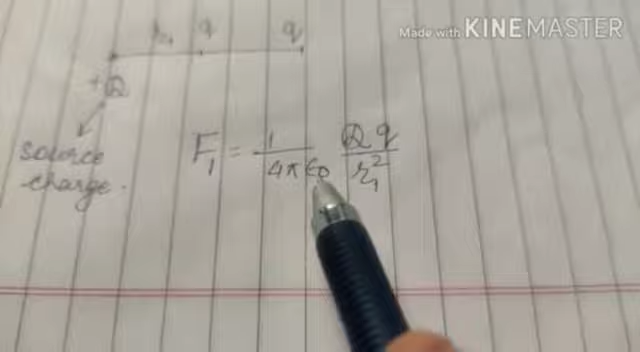 Made with KINEMASTER
r₁ q q
+Q
source
charge.
F₁ = 1/4πε₀ Qq/r₁²